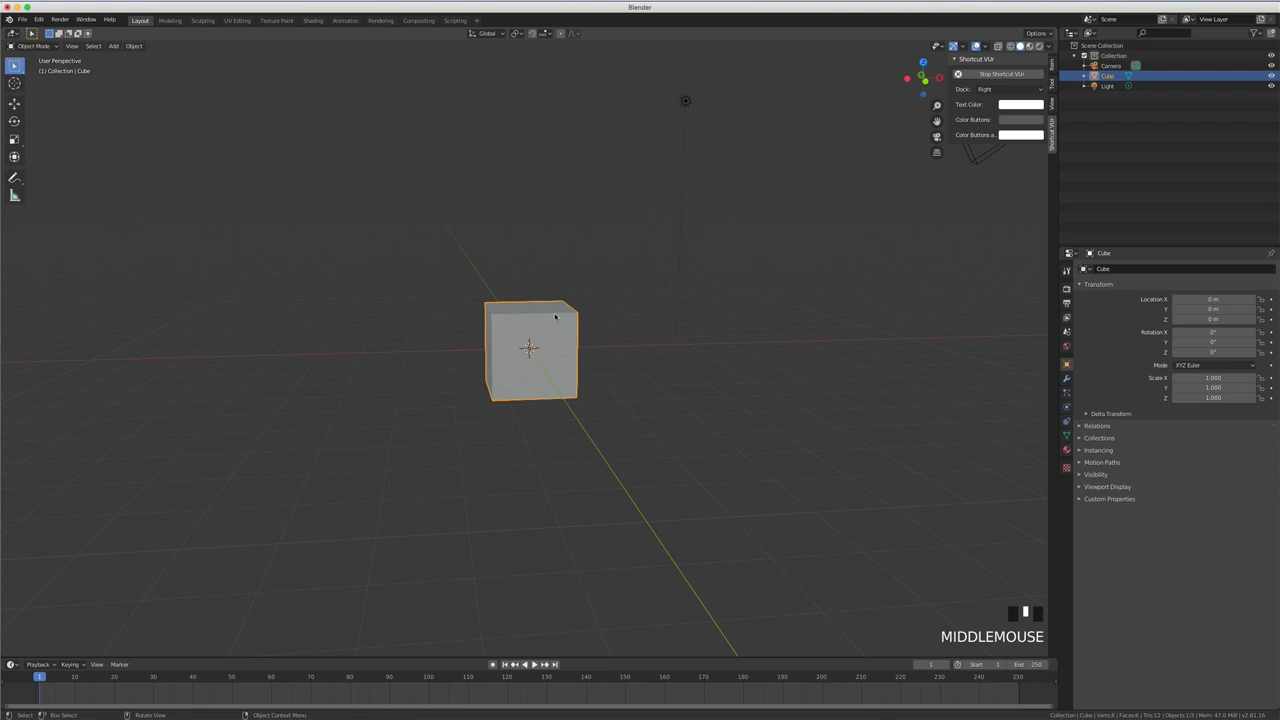 Blender
File Edit Render Window Help
Layout Modeling Sculpting UV Editing Texture Paint Shading Animation Rendering Compositing Scripting +
Scene View Layer
Object Mode View Select Add Object
Global
Options
User Perspective
(1) Collection | Cube
Shortcut VUr
Stop Shortcut VUr
Dock: Right
Text Color:
Color Buttons:
Color Buttons a..
Item
Tool
View
Shortcut VUr
Scene Collection
Collection
Camera
Cube
Light
Cube
Cube
Transform
Location X 0 m
Y 0 m
Z 0 m
Rotation X 0°
Y 0°
Z 0°
Mode XYZ Euler
Scale X 1.000
Y 1.000
Z 1.000
Delta Transform
Relations
Collections
Instancing
Motion Paths
Visibility
Viewport Display
Custom Properties
MIDDLEMOUSE
Playback Keying View Marker
1 Start 1 End 250
1 10 20 30 40 50 60 70 80 90 100 110 120 130 140 150 160 170 180 190 200 210 220 230 240 250
Select Box Select Rotate View Object Context Menu
Collection | Cube | Verts:8 | Faces:6 | Tris:12 | Objects:1/3 | Mem: 47.0 MiB | v2.81.16